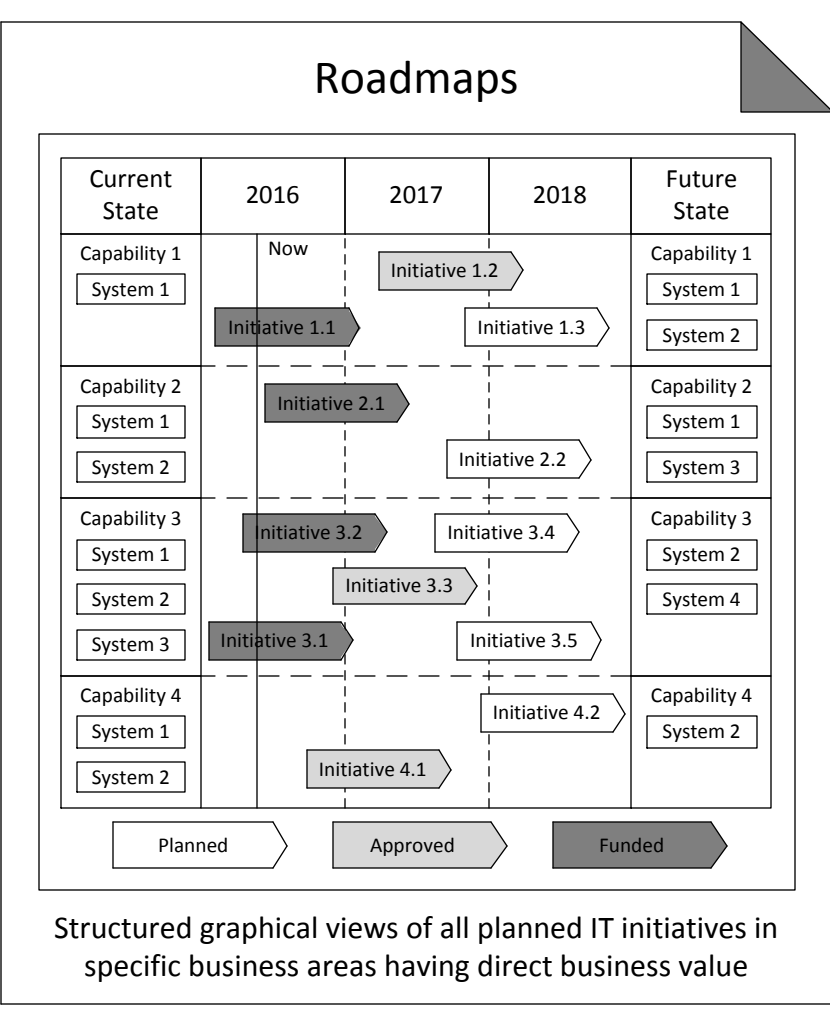 Roadmaps
Current
State
2016
2017
2018
Future
State
Capability 1
System 1
Now
Initiative 1.2
Initiative 1.1
Initiative 1.3
Capability 1
System 1
System 2
Capability 2
System 1
System 2
Initiative 2.1
Initiative 2.2
Capability 2
System 1
System 3
Capability 3
System 1
System 2
System 3
Initiative 3.2
Initiative 3.4
Initiative 3.3
Initiative 3.1
Initiative 3.5
Capability 3
System 2
System 4
Capability 4
System 1
System 2
Initiative 4.2
Initiative 4.1
Capability 4
System 2
Planned
Approved
Funded
Structured graphical views of all planned IT initiatives in
specific business areas having direct business value